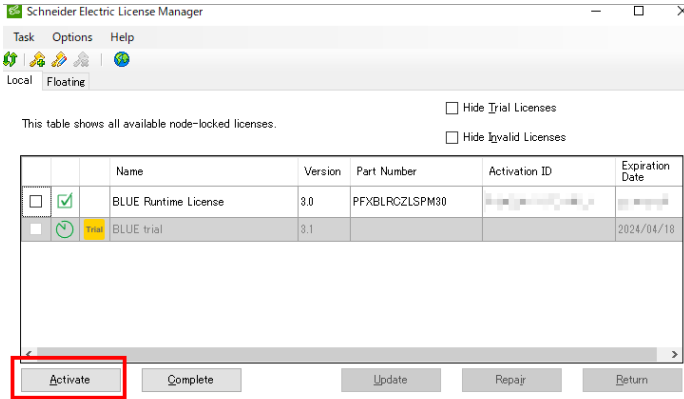 Schneider Electric License Manager
Task Options Help
Local Floating
Hide Trial Licenses
This table shows all available node-locked licenses.
Hide Invalid Licenses
Name Version Part Number Activation ID Expiration Date
BLUE Runtime License 3.0 PFXBLRCZLSPM30
Trial BLUE trial 3.1 2024/04/18
Activate Complete Update Repair Return